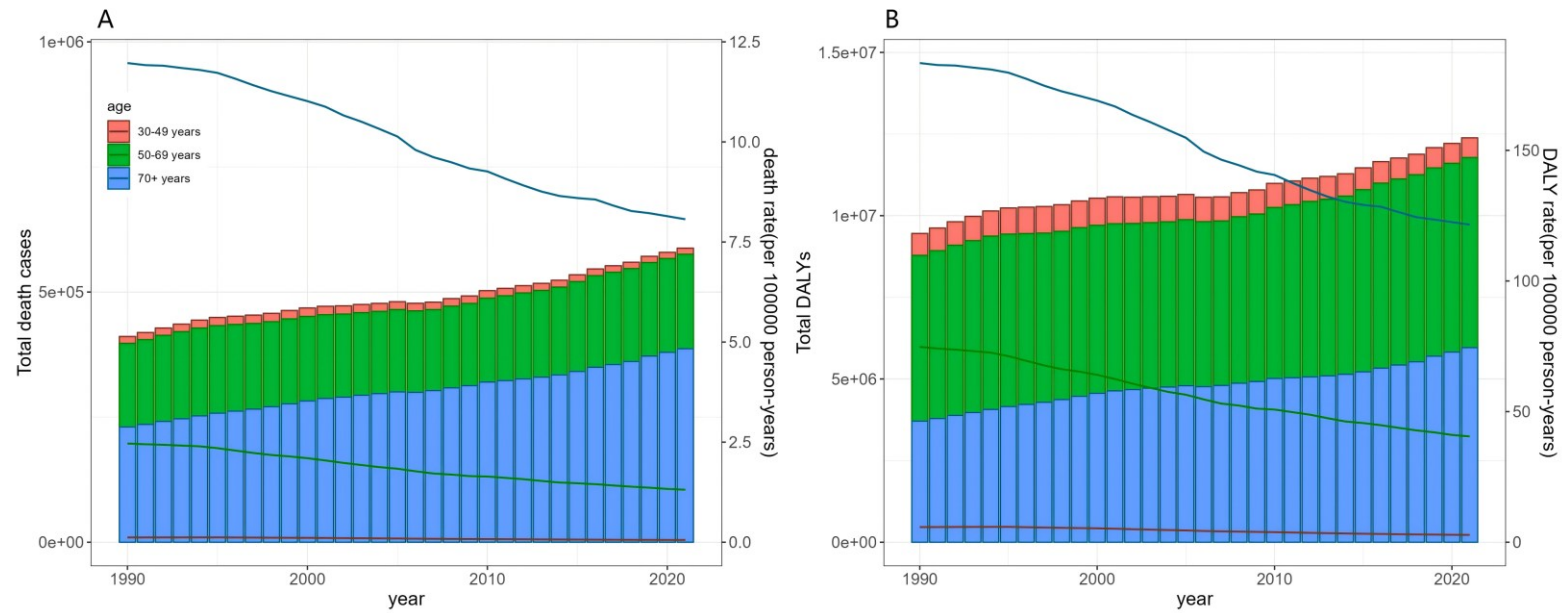 A
1e+06
5e+05
0e+00
Total death cases
age
30-49 years
50-69 years
70+ years
12.5
10.0
7.5
5.0
2.5
0.0
death rate(per 100000 person-years)
1990
2000
2010
2020
year
B
1.5e+07
1e+07
5e+06
0e+00
Total DALYs
150
100
50
0
DALY rate(per 100000 person-years)
1990
2000
2010
2020
year